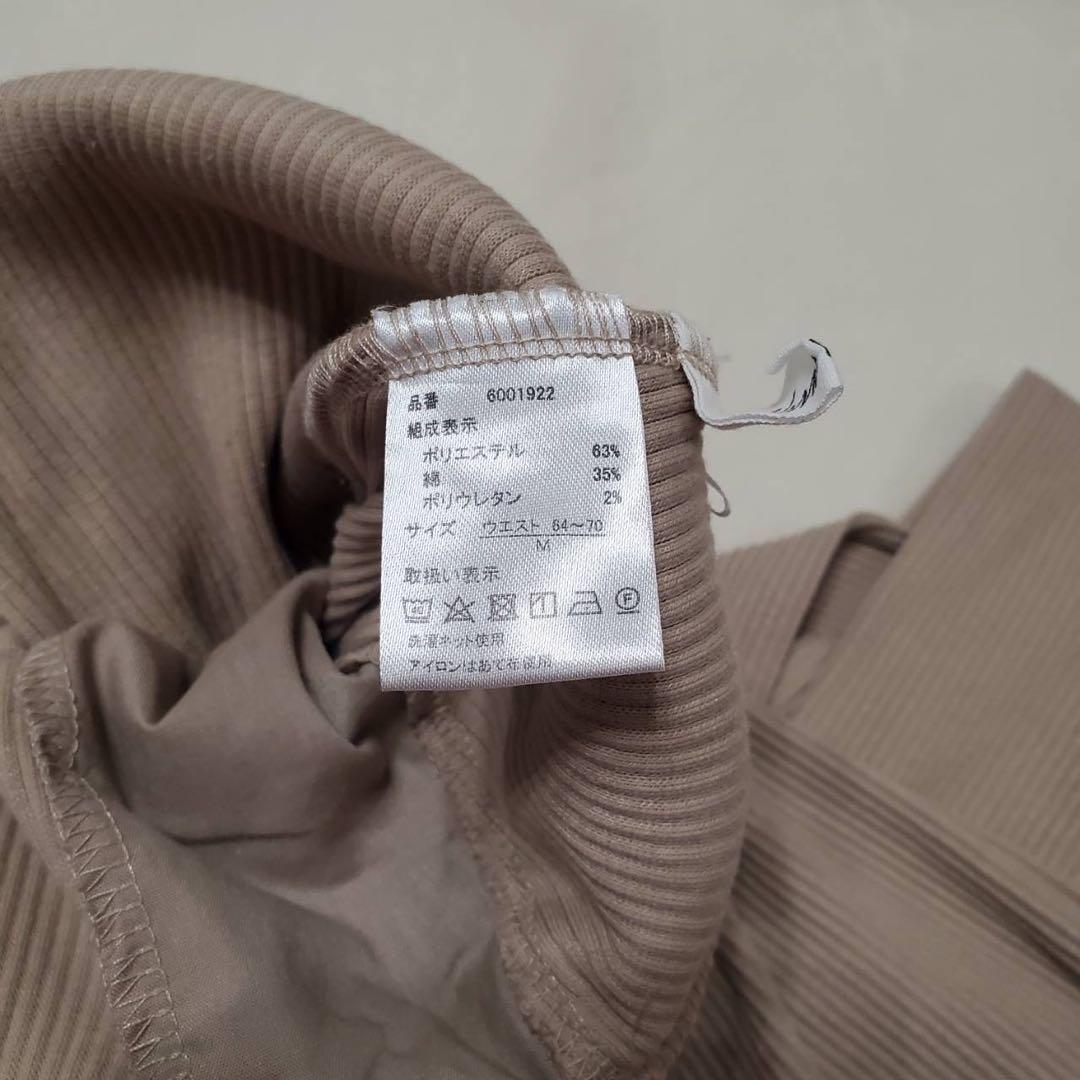 品番 6001922
組成表示
ポリエステル 63%
綿 35%
ポリウレタン 2%
サイズ ウエスト 64～70
M
取扱い表示
洗濯ネット使用
アイロンはあて布使用